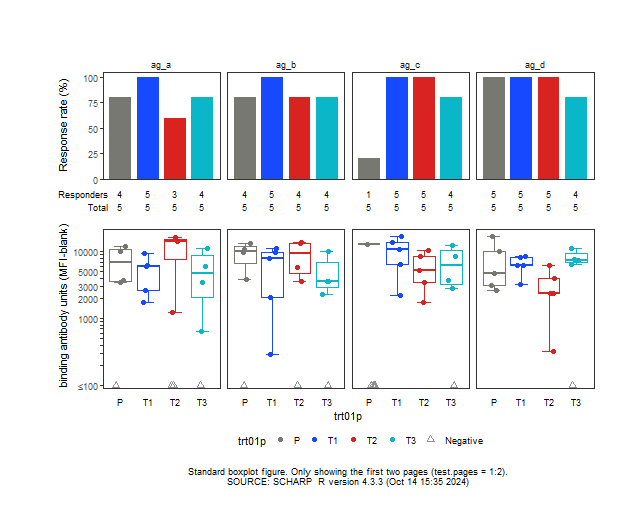 ag_a ag_b ag_c ag_d
Response rate (%)
100
75
50
25
0
Responders 4 5 3 4 4 5 4 4 1 5 5 4 5 5 5 4
Total 5 5 5 5 5 5 5 5 5 5 5 5 5 5 5 5
binding antibody units (MFI-blank)
10000
5000
3000
2000
1000
≤100
P T1 T2 T3 P T1 T2 T3 P T1 T2 T3 P T1 T2 T3
trt01p
trt01p P T1 T2 T3 Negative
Standard boxplot figure. Only showing the first two pages (test.pages = 1:2).
SOURCE: SCHARP R version 4.3.3 (Oct 14 15:35 2024)